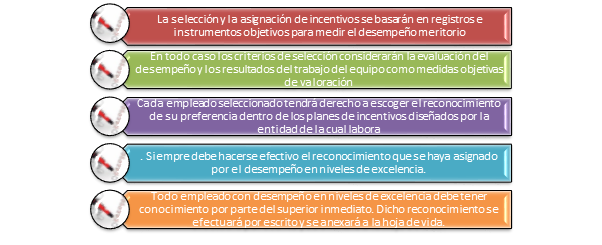 La selección y la asignación de incentivos se basarán en registros e
instrumentos objetivos para medir el desempeño meritorio
. En todo caso los criterios de selección considerarán la evaluación del
desempeño y los resultados del trabajo del equipo como medidas objetivas
de valoración
Cada empleado seleccionado tendrá derecho a escoger el reconocimiento
de su preferencia dentro de los planes de incentivos diseñados por la
entidad de la cual labora
. Siempre debe hacerse efectivo el reconocimiento que se haya asignado
por el desempeño en niveles de excelencia.
Todo empleado con desempeño en niveles de excelencia debe tener
conocimiento por parte del superior inmediato. Dicho reconocimiento se
efectuará por escrito y se anexará a la hoja de vida.